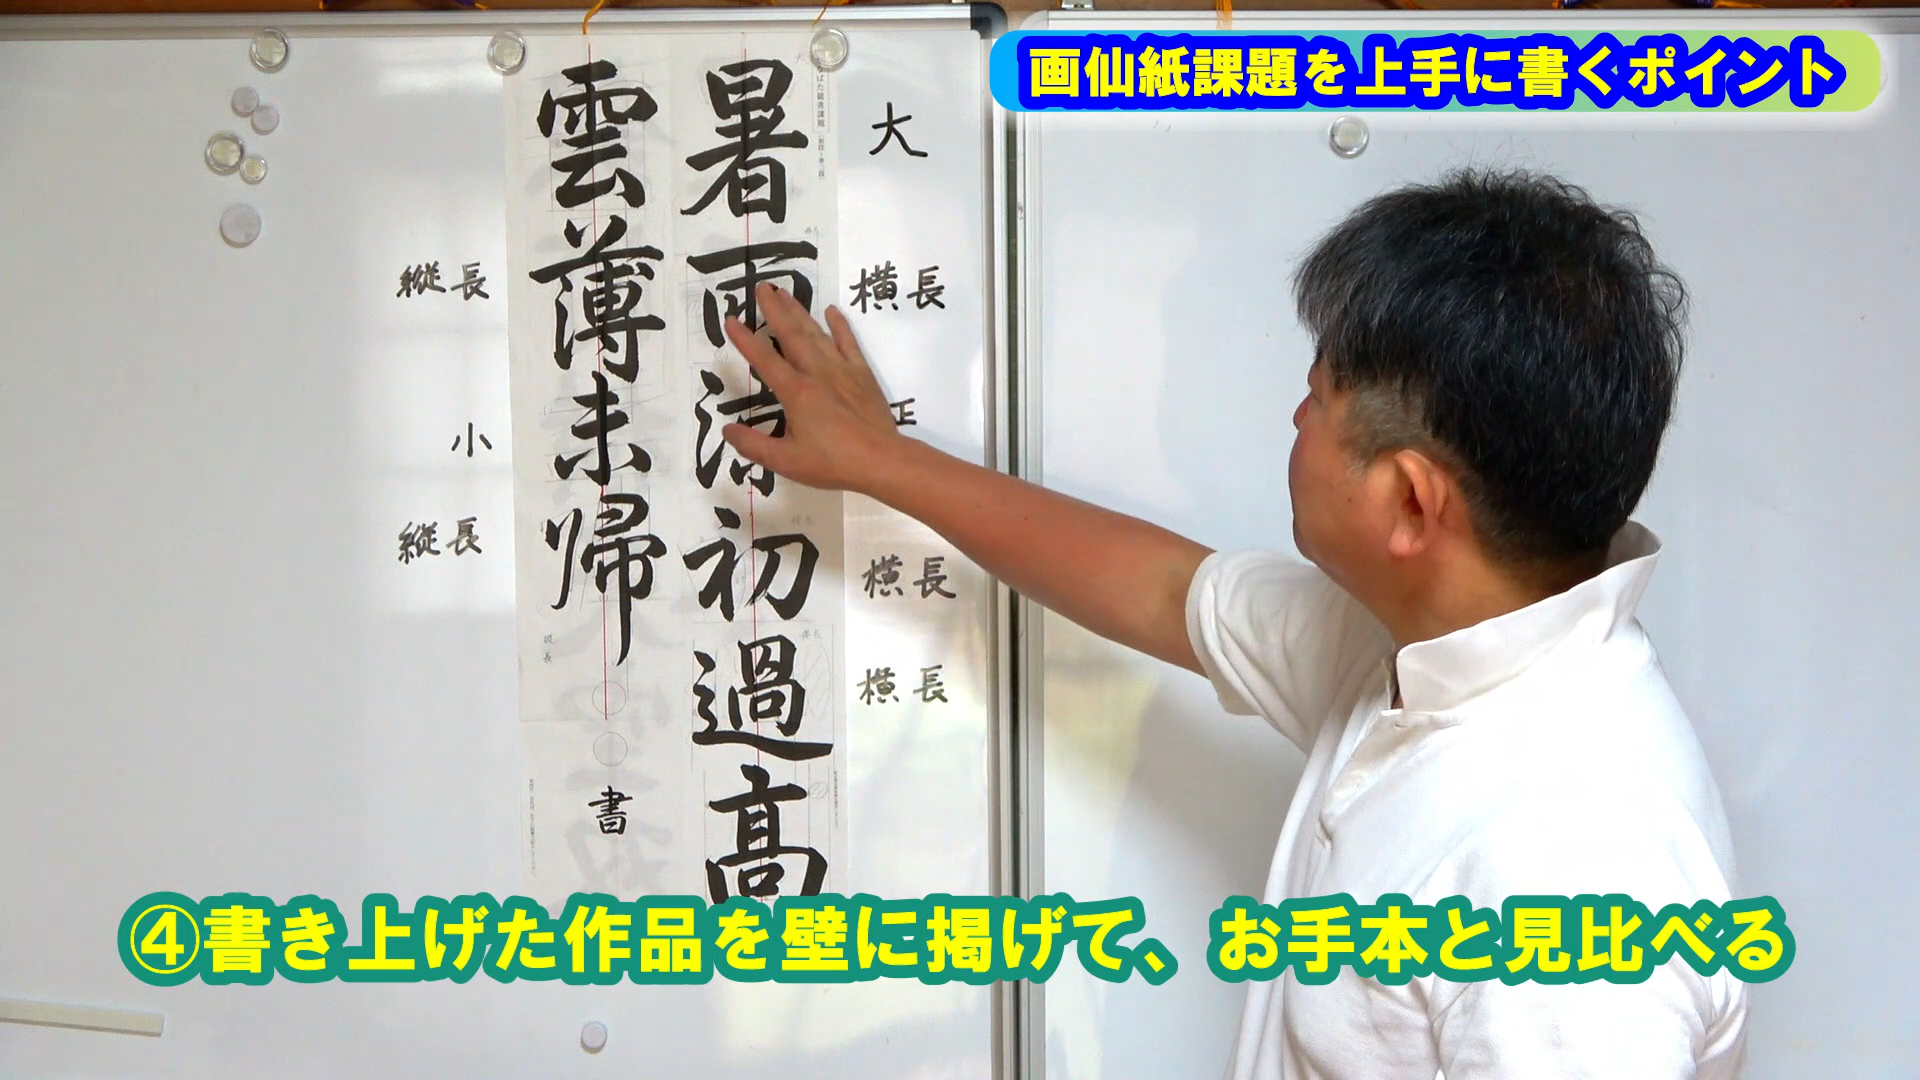 画仙紙課題を上手に書くポイント
暑雨涼初過高
雲薄未帰
書
大
横長
正
横長
横長
縦長
小
縦長
④書き上げた作品を壁に掲げて、お手本と見比べる